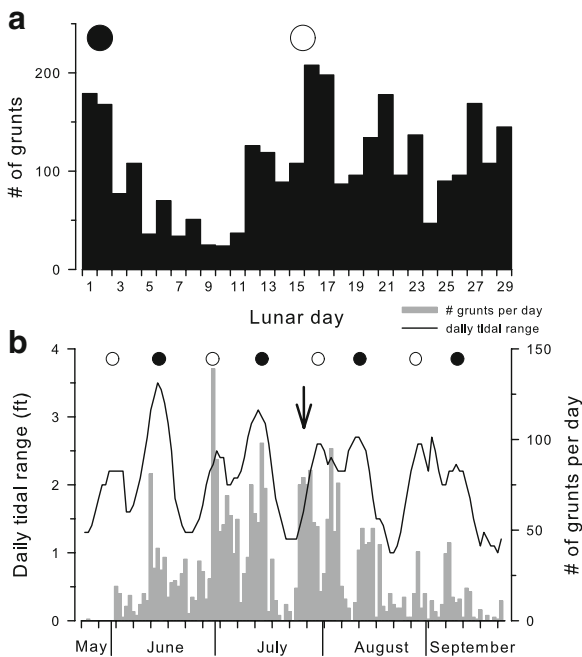 a
# of grunts
200
100
0
1 3 5 7 9 11 13 15 17 19 21 23 25 27 29
Lunar day
# grunts per day
daily tidal range
b
Daily tidal range (ft)
4
3
2
1
0
150
100
50
0
# of grunts per day
May June July August September